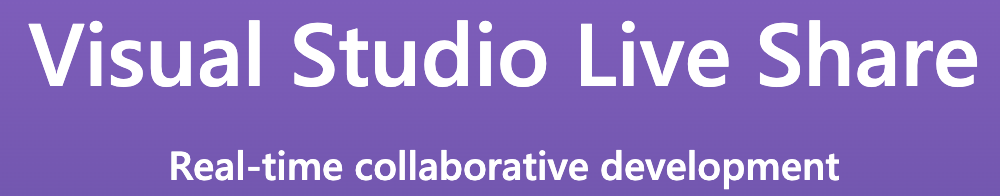 Visual Studio Live Share
Real-time collaborative development